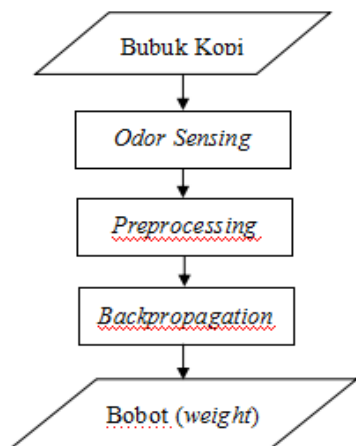 Bubuk Kopi
Odor Sensing
Preprocessing
Backpropagation
Bobot (weight)